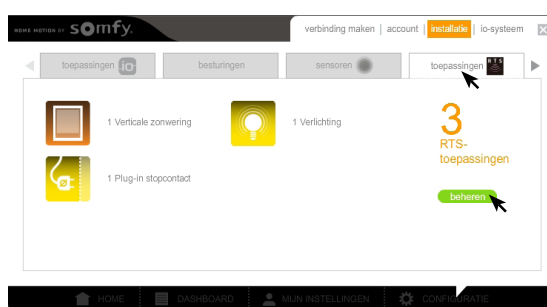 HOME MOTION BY somfy.
verbinding maken | account | installatie | io-systeem
toepassingen io
besturingen
sensoren
toepassingen RTS
1 Verticale zonwering
1 Verlichting
1 Plug-in stopcontact
3
RTS-
toepassingen
beheren
HOME
DASHBOARD
MIJN INSTELLINGEN
CONFIGURATIE